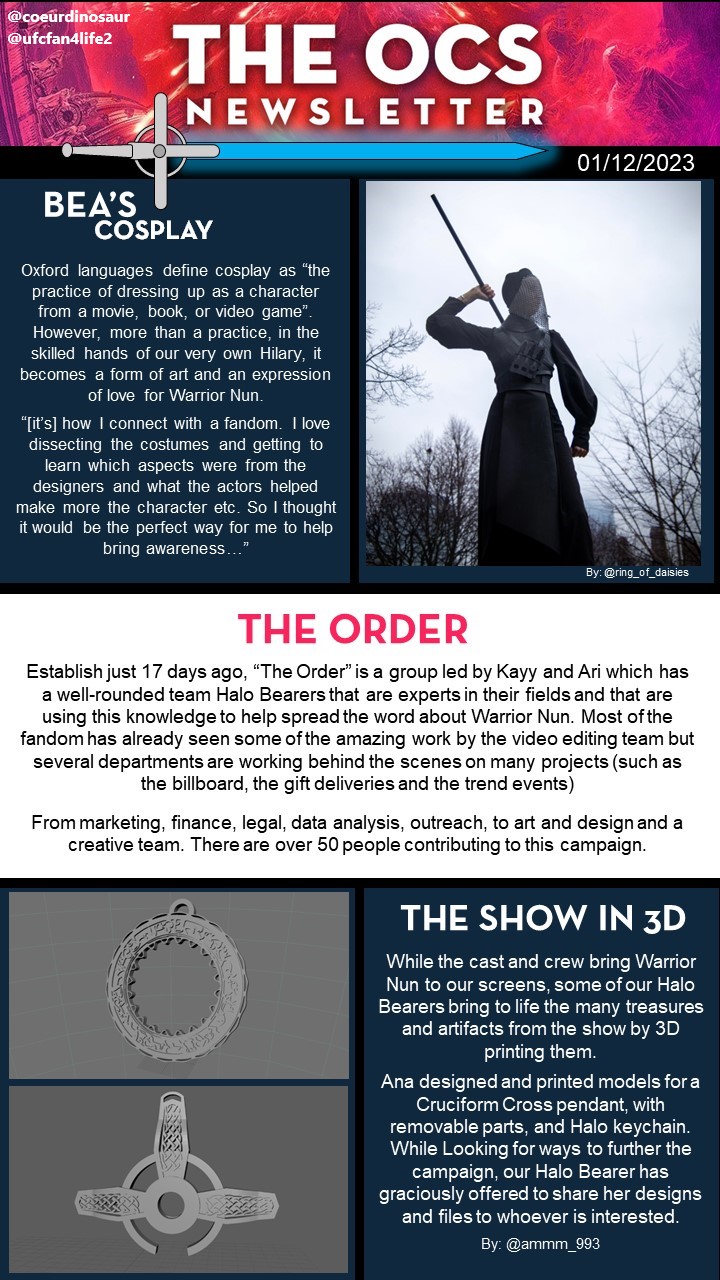 @coeurdinosaur
@ufcfan4life2
THE OCS
NEWSLETTER
01/12/2023
BEA'S
COSPLAY
Oxford languages define cosplay as “the
practice of dressing up as a character
from a movie, book, or video game”.
However, more than a practice, in the
skilled hands of our very own Hilary, it
becomes a form of art and an expression
of love for Warrior Nun.
“[it’s] how I connect with a fandom. I love
dissecting the costumes and getting to
learn which aspects were from the
designers and what the actors helped
make more the character etc. So I thought
it would be the perfect way for me to help
bring awareness…”
By: @ring_of_daisies
THE ORDER
Establish just 17 days ago, “The Order” is a group led by Kayy and Ari which has
a well-rounded team Halo Bearers that are experts in their fields and that are
using this knowledge to help spread the word about Warrior Nun. Most of the
fandom has already seen some of the amazing work by the video editing team but
several departments are working behind the scenes on many projects (such as
the billboard, the gift deliveries and the trend events)
From marketing, finance, legal, data analysis, outreach, to art and design and a
creative team. There are over 50 people contributing to this campaign.
THE SHOW IN 3D
While the cast and crew bring Warrior
Nun to our screens, some of our Halo
Bearers bring to life the many treasures
and artifacts from the show by 3D
printing them.
Ana designed and printed models for a
Cruciform Cross pendant, with
removable parts, and Halo keychain.
While Looking for ways to further the
campaign, our Halo Bearer has
graciously offered to share her designs
and files to whoever is interested.
By: @ammm_993